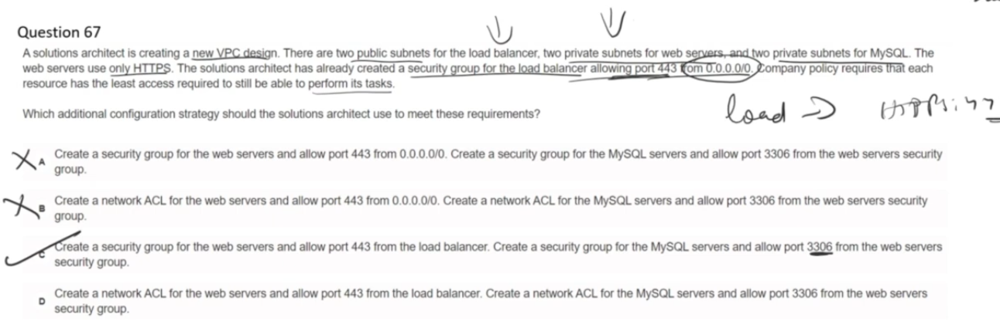 Question 67
A solutions architect is creating a new VPC design. There are two public subnets for the load balancer, two private subnets for web servers, and two private subnets for MySQL. The
web servers use only HTTPS. The solutions architect has already created a security group for the load balancer allowing port 443 from 0.0.0.0/0. Company policy requires that each
resource has the least access required to still be able to perform its tasks.
Which additional configuration strategy should the solutions architect use to meet these requirements?
load
A Create a security group for the web servers and allow port 443 from 0.0.0.0/0. Create a security group for the MySQL servers and allow port 3306 from the web servers security
group.
B Create a network ACL for the web servers and allow port 443 from 0.0.0.0/0. Create a network ACL for the MySQL servers and allow port 3306 from the web servers security
group.
C Create a security group for the web servers and allow port 443 from the load balancer. Create a security group for the MySQL servers and allow port 3306 from the web servers
security group.
D Create a network ACL for the web servers and allow port 443 from the load balancer. Create a network ACL for the MySQL servers and allow port 3306 from the web servers
security group.